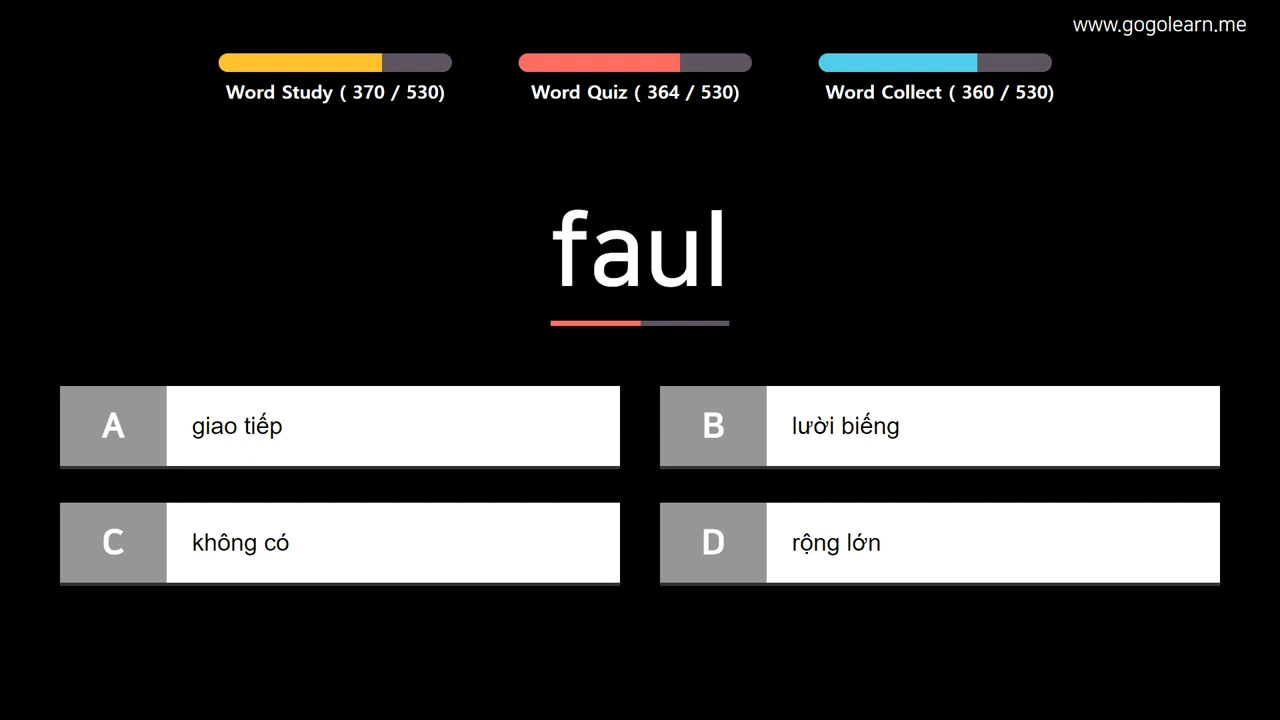 www.gogolearn.me
Word Study ( 370 / 530)
Word Quiz ( 364 / 530)
Word Collect ( 360 / 530)
faul
A
giao tiếp
B
lười biếng
C
không có
D
rộng lớn